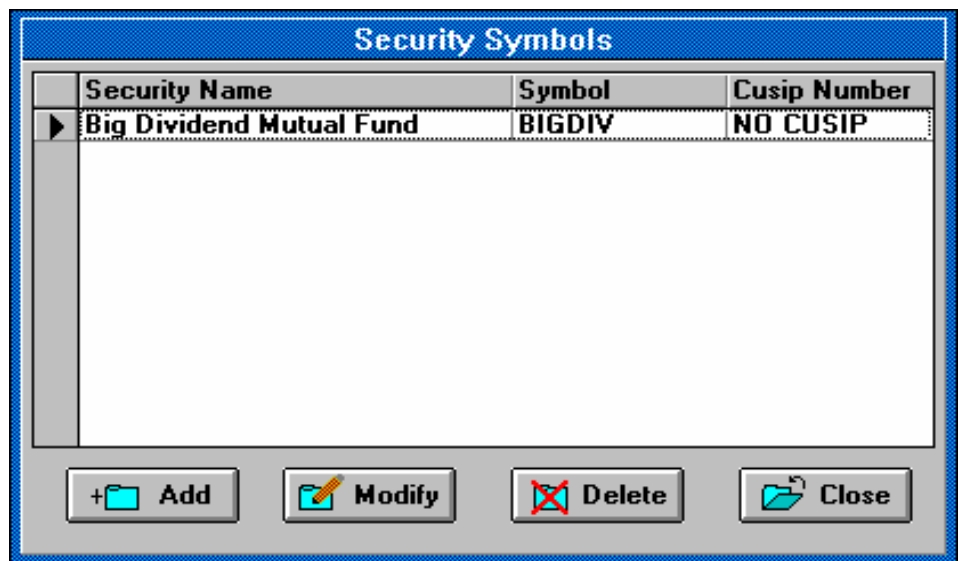 Security Symbols
Security Name Symbol Cusip Number
Big Dividend Mutual Fund BIGDIV NO CUSIP
+ Add Modify Delete Close